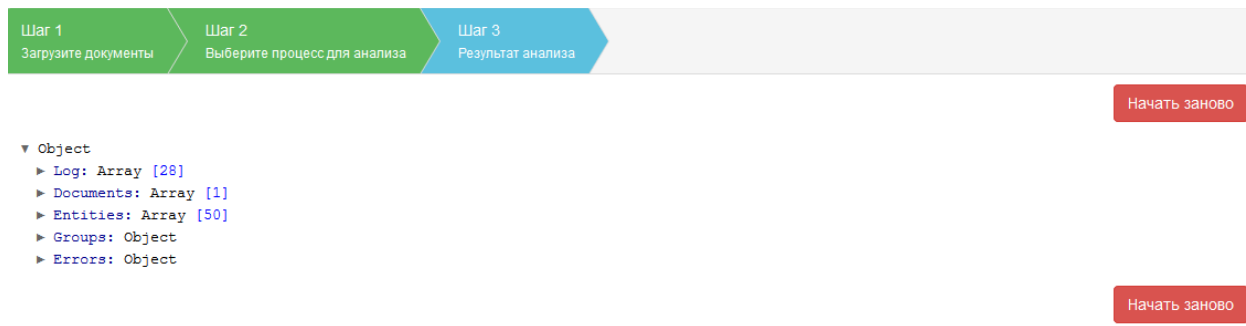 Шаг 1
Загрузите документы
Шаг 2
Выберите процесс для анализа
Шаг 3
Результат анализа
Начать заново
▼ Object
► Log: Array [28]
► Documents: Array [1]
► Entities: Array [50]
► Groups: Object
► Errors: Object
Начать заново